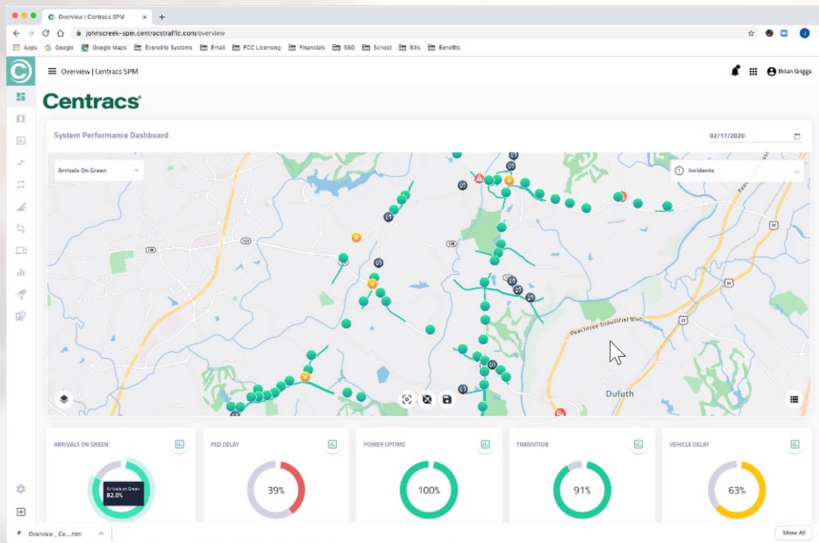 Overview | Centracs SPM
johnscreek-spm.centracstraffic.com/overview
Apps Google Google Maps Econolite Systems Email FCC Licensing Financials SBG School Bills Benefits
Overview | Centracs SPM
Brian Griggs
Centracs
System Performance Dashboard
02/17/2020
Arrivals On Green
Incidents
Peachtree Industrial Blvd
Duluth
ARRIVALS ON GREEN
PED DELAY
POWER UPTIME
TRANSITION
VEHICLE DELAY
Arrivals on Green
82.0%
39%
100%
91%
63%
Overview _ Ce....htm
Show All